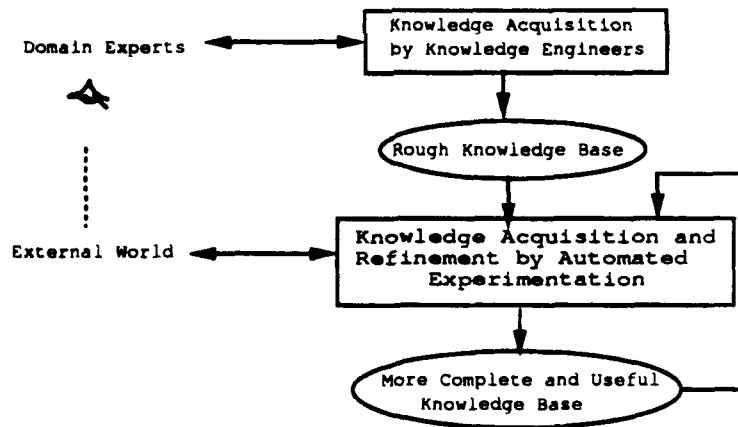 Domain Experts
Knowledge Acquisition
by Knowledge Engineers
Rough Knowledge Base
External World
Knowledge Acquisition and
Refinement by Automated
Experimentation
More Complete and Useful
Knowledge Base